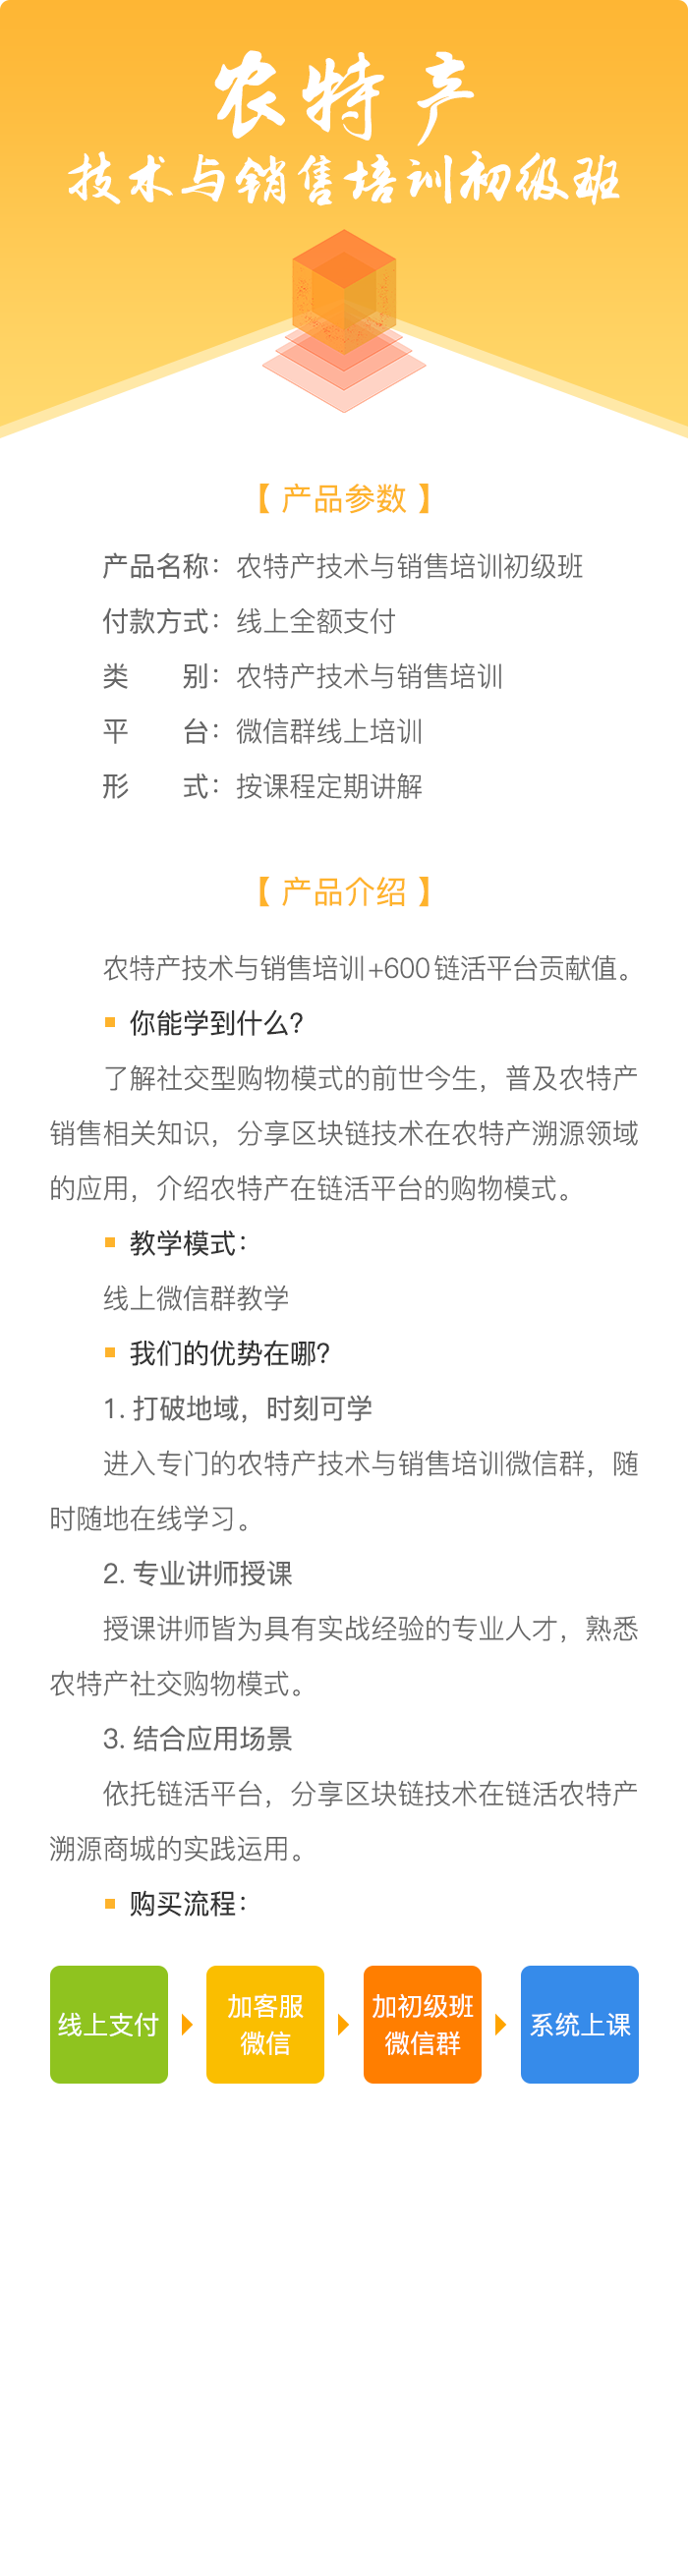 农特产
技术与销售培训初级班
【 产品参数 】
产品名称：农特产技术与销售培训初级班
付款方式：线上全额支付
类　　别：农特产技术与销售培训
平　　台：微信群线上培训
形　　式：按课程定期讲解
【 产品介绍 】
农特产技术与销售培训+600链活平台贡献值。
你能学到什么？
了解社交型购物模式的前世今生，普及农特产
销售相关知识，分享区块链技术在农特产溯源领域
的应用，介绍农特产在链活平台的购物模式。
教学模式：
线上微信群教学
我们的优势在哪？
1. 打破地域，时刻可学
进入专门的农特产技术与销售培训微信群，随
时随地在线学习。
2. 专业讲师授课
授课讲师皆为具有实战经验的专业人才，熟悉
农特产社交购物模式。
3. 结合应用场景
依托链活平台，分享区块链技术在链活农特产
溯源商城的实践运用。
购买流程：
线上支付
加客服
微信
加初级班
微信群
系统上课